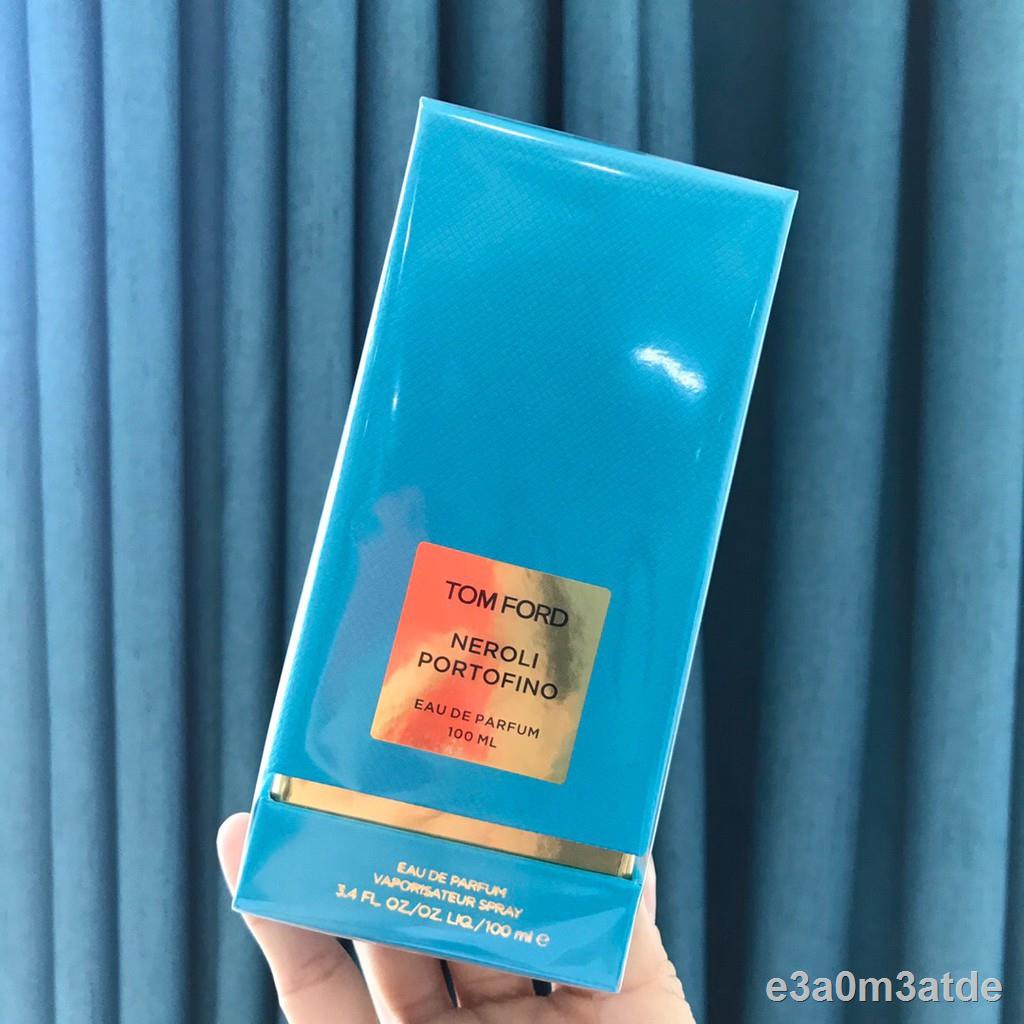 TOM FORD
NEROLI
PORTOFINO
EAU DE PARFUM
100 ML
EAU DE PARFUM
VAPORISATEUR SPRAY
3.4 FL OZ/OZ LIQ./100 ml e
e3a0m3atde